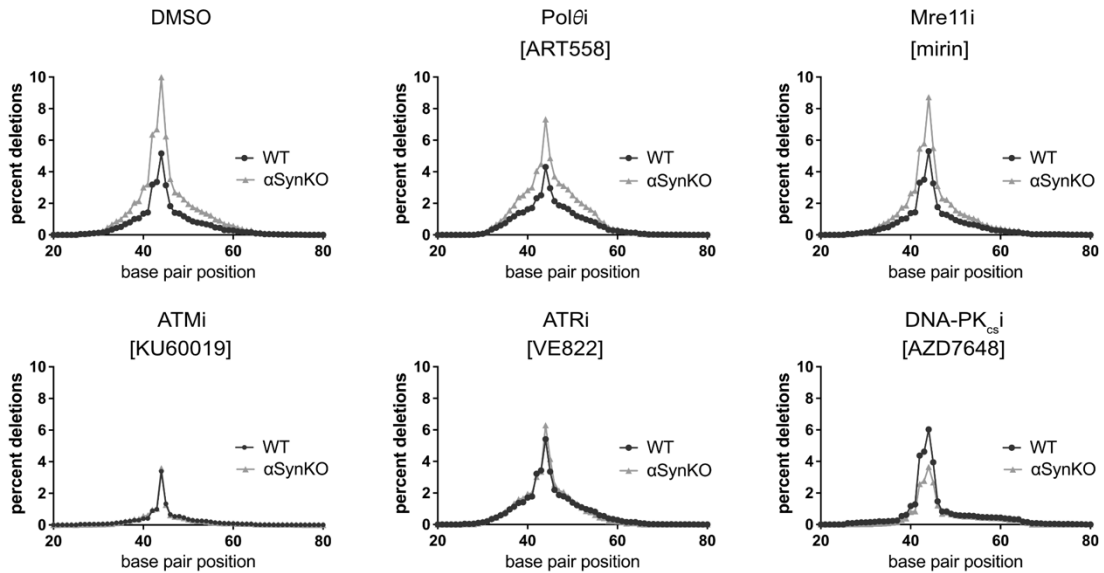 DMSO
percent deletions
10
8
6
4
2
0
20
40
60
80
base pair position
WT
αSynKO
Polθi
[ART558]
percent deletions
10
8
6
4
2
0
20
40
60
80
base pair position
WT
αSynKO
Mre11i
[mirin]
percent deletions
10
8
6
4
2
0
20
40
60
80
base pair position
WT
αSynKO
ATMi
[KU60019]
percent deletions
10
8
6
4
2
0
20
40
60
80
base pair position
WT
αSynKO
ATRi
[VE822]
percent deletions
10
8
6
4
2
0
20
40
60
80
base pair position
WT
αSynKO
DNA-PKcsi
[AZD7648]
percent deletions
10
8
6
4
2
0
20
40
60
80
base pair position
WT
αSynKO